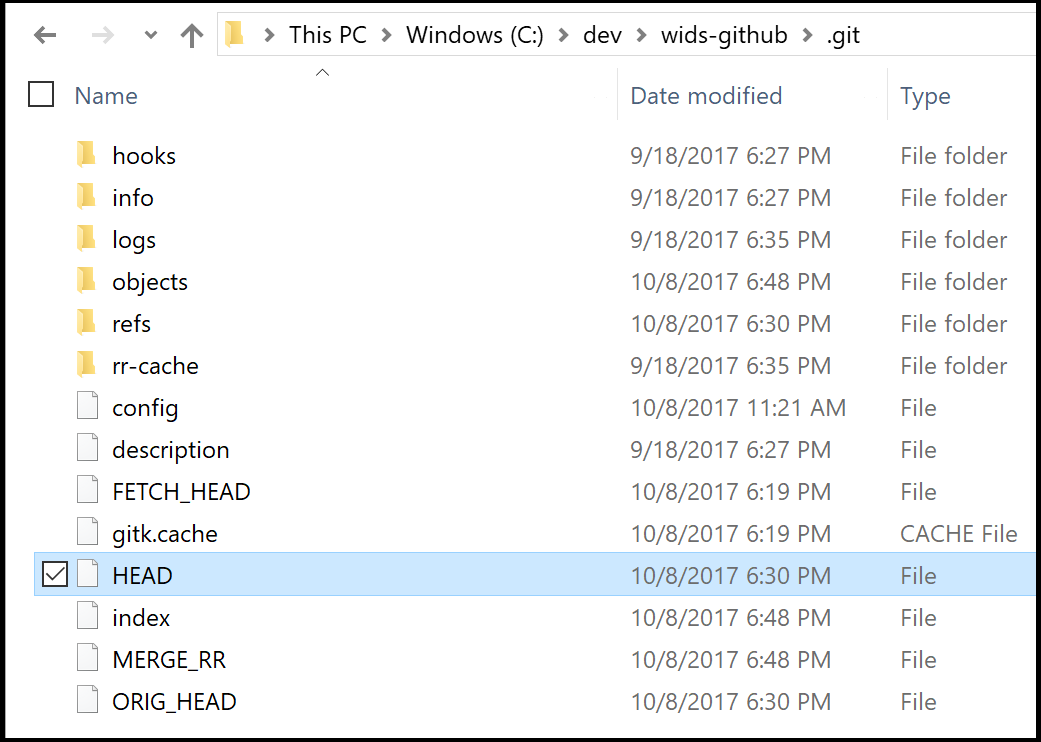 This PC > Windows (C:) > dev > wids-github > .git
Name Date modified Type
hooks 9/18/2017 6:27 PM File folder
info 9/18/2017 6:27 PM File folder
logs 9/18/2017 6:35 PM File folder
objects 10/8/2017 6:48 PM File folder
refs 10/8/2017 6:30 PM File folder
rr-cache 9/18/2017 6:35 PM File folder
config 10/8/2017 11:21 AM File
description 9/18/2017 6:27 PM File
FETCH_HEAD 10/8/2017 6:19 PM File
gitk.cache 10/8/2017 6:19 PM CACHE File
HEAD 10/8/2017 6:30 PM File
index 10/8/2017 6:48 PM File
MERGE_RR 10/8/2017 6:48 PM File
ORIG_HEAD 10/8/2017 6:30 PM File